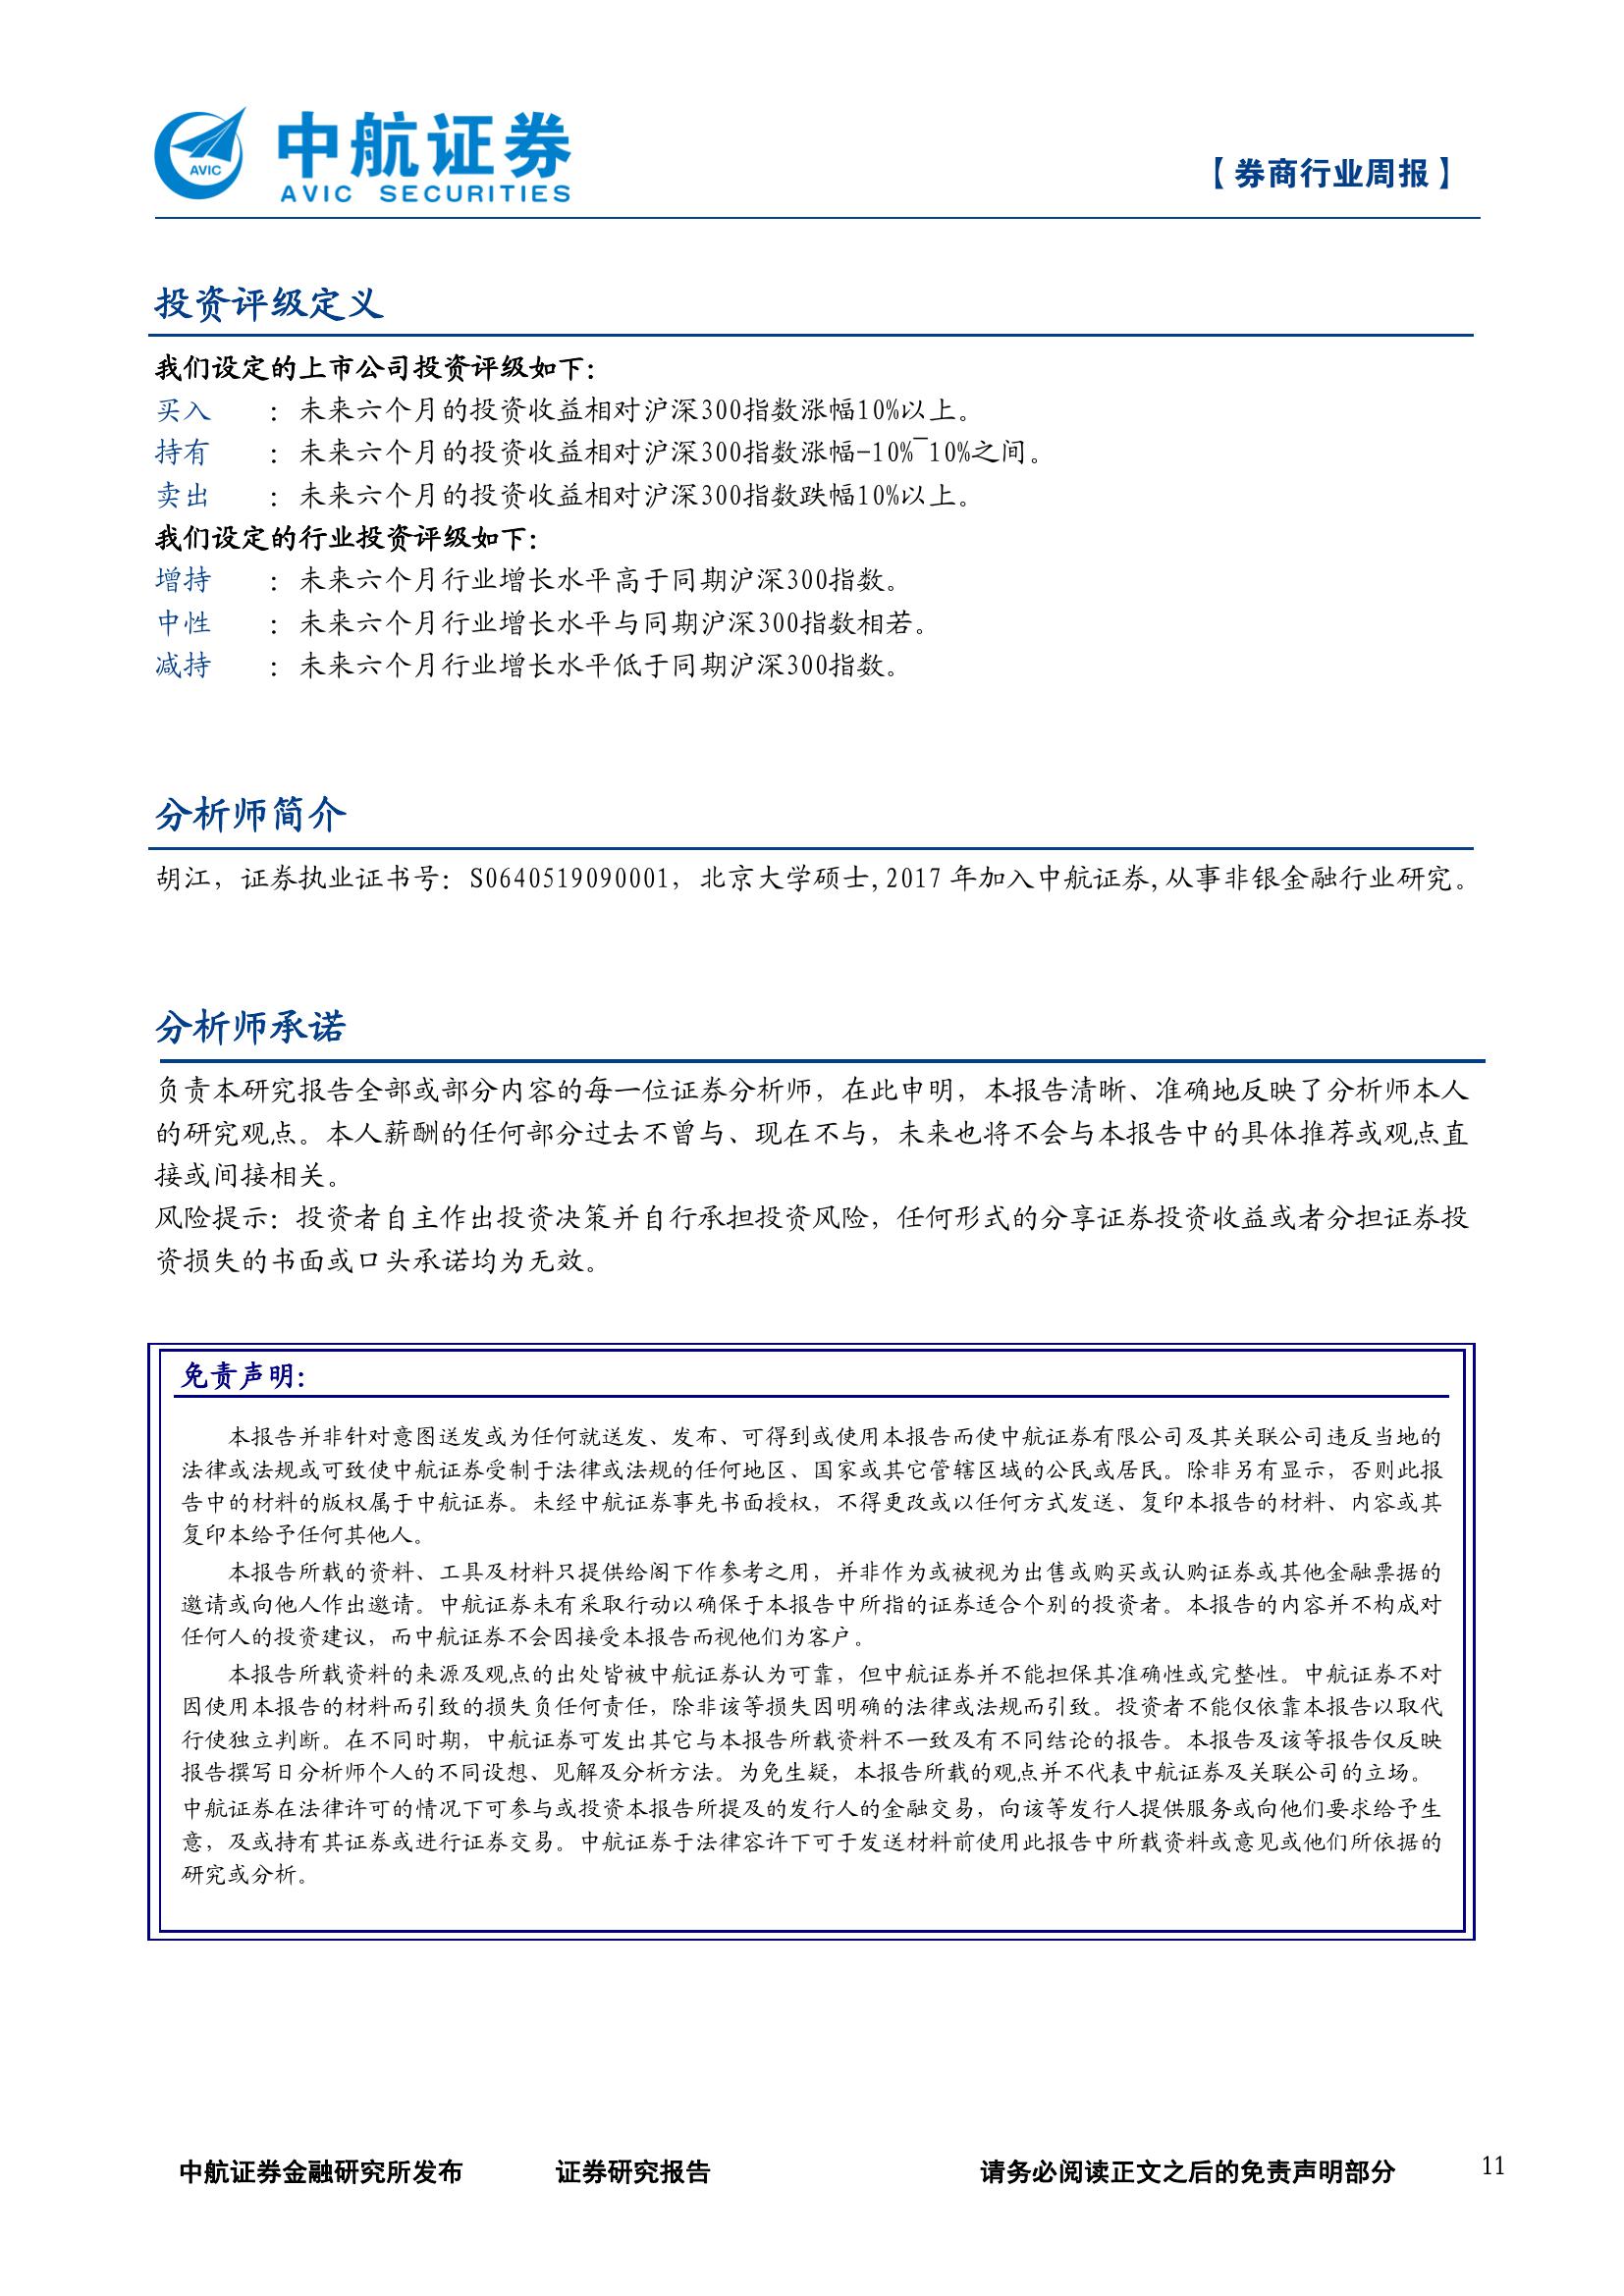 AVIC
中航证券
AVIC SECURITIES
【券商行业周报】
投资评级定义
我们设定的上市公司投资评级如下：
买入 ：未来六个月的投资收益相对沪深300指数涨幅10%以上。
持有 ：未来六个月的投资收益相对沪深300指数涨幅-10%~10%之间。
卖出 ：未来六个月的投资收益相对沪深300指数跌幅10%以上。
我们设定的行业投资评级如下：
增持 ：未来六个月行业增长水平高于同期沪深300指数。
中性 ：未来六个月行业增长水平与同期沪深300指数相若。
减持 ：未来六个月行业增长水平低于同期沪深300指数。
分析师简介
胡江，证券执业证书号：S0640519090001，北京大学硕士,2017 年加入中航证券,从事非银金融行业研究。
分析师承诺
负责本研究报告全部或部分内容的每一位证券分析师，在此申明，本报告清晰、准确地反映了分析师本人
的研究观点。本人薪酬的任何部分过去不曾与、现在不与，未来也将不会与本报告中的具体推荐或观点直
接或间接相关。
风险提示：投资者自主作出投资决策并自行承担投资风险，任何形式的分享证券投资收益或者分担证券投
资损失的书面或口头承诺均为无效。
免责声明：
本报告并非针对意图送发或为任何就送发、发布、可得到或使用本报告而使中航证券有限公司及其关联公司违反当地的
法律或法规或可致使中航证券受制于法律或法规的任何地区、国家或其它管辖区域的公民或居民。除非另有显示，否则此报
告中的材料的版权属于中航证券。未经中航证券事先书面授权，不得更改或以任何方式发送、复印本报告的材料、内容或其
复印本给予任何其他人。
本报告所载的资料、工具及材料只提供给阁下作参考之用，并非作为或被视为出售或购买或认购证券或其他金融票据的
邀请或向他人作出邀请。中航证券未有采取行动以确保于本报告中所指的证券适合个别的投资者。本报告的内容并不构成对
任何人的投资建议，而中航证券不会因接受本报告而视他们为客户。
本报告所载资料的来源及观点的出处皆被中航证券认为可靠，但中航证券并不能担保其准确性或完整性。中航证券不对
因使用本报告的材料而引致的损失负任何责任，除非该等损失因明确的法律或法规而引致。投资者不能仅依靠本报告以取代
行使独立判断。在不同时期，中航证券可发出其它与本报告所载资料不一致及有不同结论的报告。本报告及该等报告仅反映
报告撰写日分析师个人的不同设想、见解及分析方法。为免生疑，本报告所载的观点并不代表中航证券及关联公司的立场。
中航证券在法律许可的情况下可参与或投资本报告所提及的发行人的金融交易，向该等发行人提供服务或向他们要求给予生
意，及或持有其证券或进行证券交易。中航证券于法律容许下可于发送材料前使用此报告中所载资料或意见或他们所依据的
研究或分析。
中航证券金融研究所发布 证券研究报告 请务必阅读正文之后的免责声明部分 11